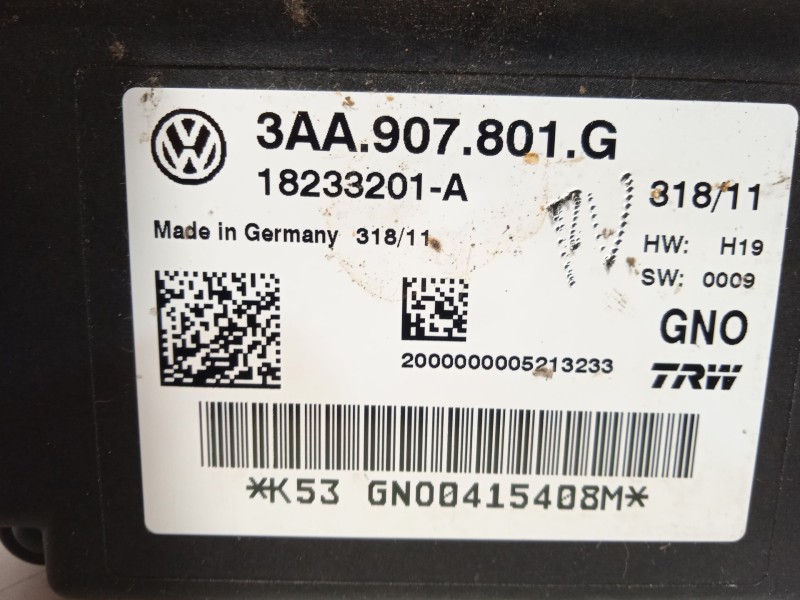 3AA.907.801.G
18233201-A
318/11
Made in Germany 318/11
HW: H19
SW: 0009
GNO
2000000005213233
TRW
*K53 GNO0415408M*